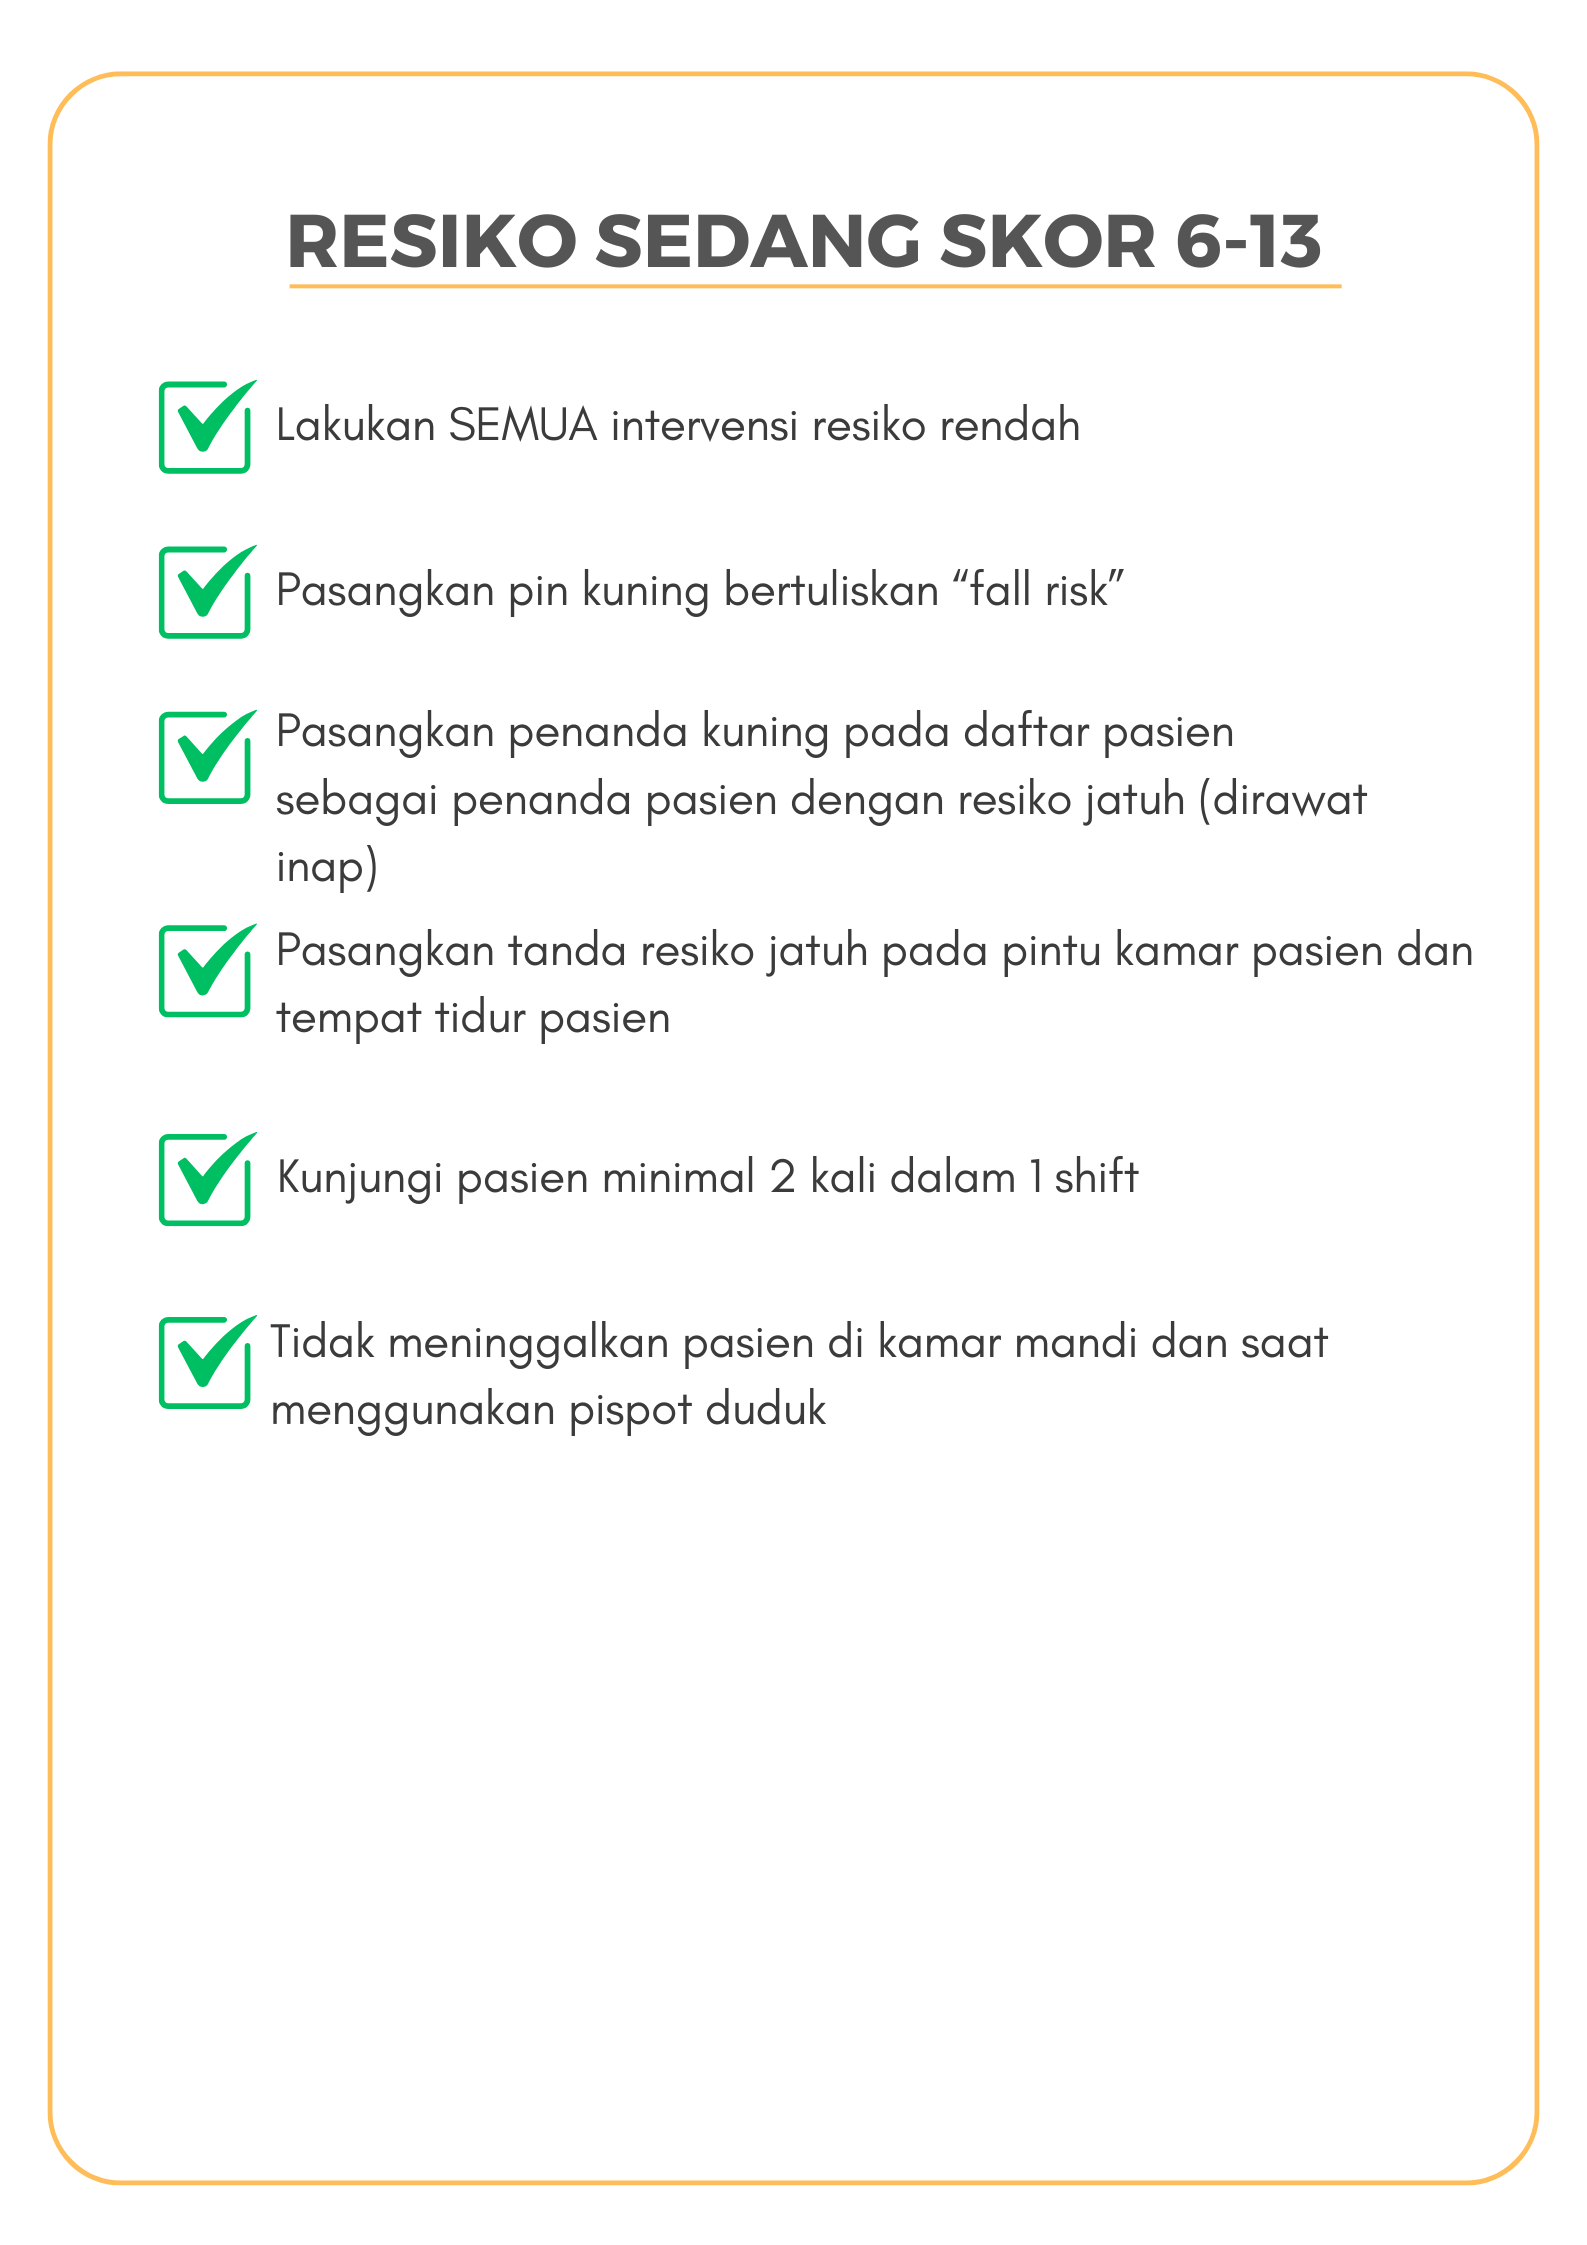 RESIKO SEDANG SKOR 6-13
Lakukan SEMUA intervensi resiko rendah
Pasangkan pin kuning bertuliskan “fall risk”
Pasangkan penanda kuning pada daftar pasien
sebagai penanda pasien dengan resiko jatuh (dirawat
inap)
Pasangkan tanda resiko jatuh pada pintu kamar pasien dan
tempat tidur pasien
Kunjungi pasien minimal 2 kali dalam 1 shift
Tidak meninggalkan pasien di kamar mandi dan saat
menggunakan pispot duduk